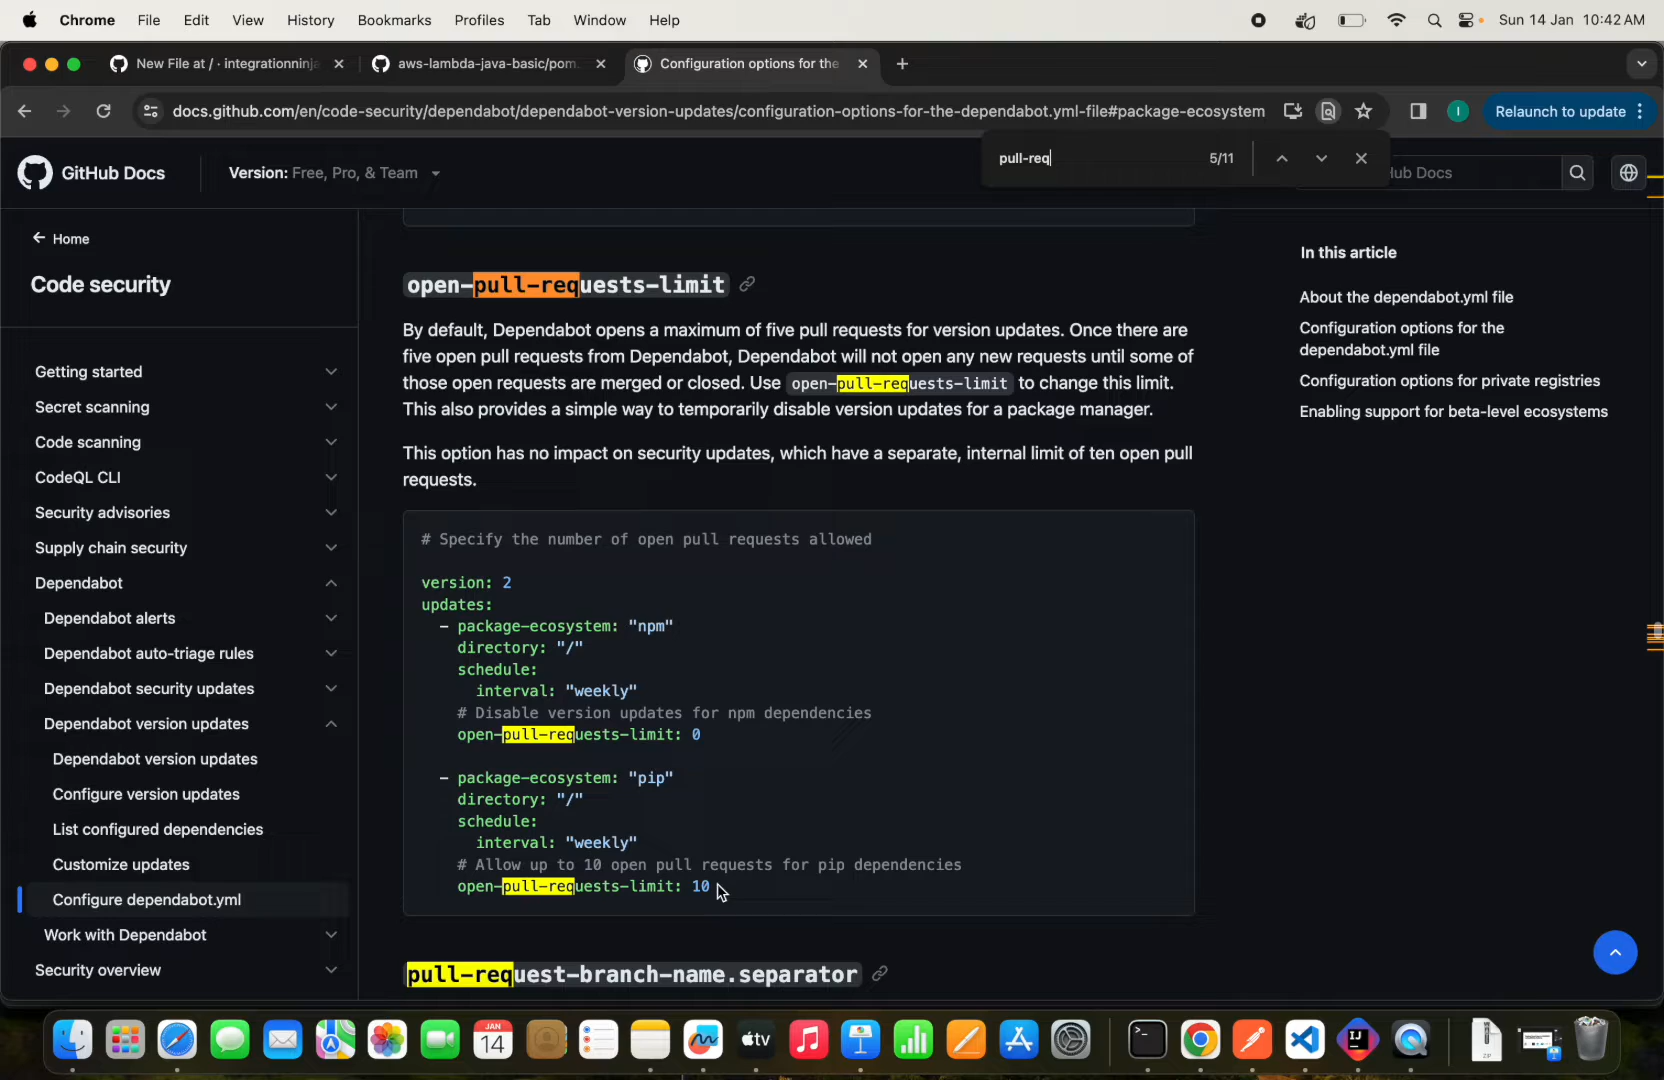 Chrome File Edit View History Bookmarks Profiles Tab Window Help Sun 14 Jan 10:42 AM
New File at / · integrationninja aws-lambda-java-basic/pom. Configuration options for the
docs.github.com/en/code-security/dependabot/dependabot-version-updates/configuration-options-for-the-dependabot.yml-file#package-ecosystem I Relaunch to update
pull-req 5/11
GitHub Docs Version: Free, Pro, & Team Hub Docs
Home
Code security
Getting started
Secret scanning
Code scanning
CodeQL CLI
Security advisories
Supply chain security
Dependabot
Dependabot alerts
Dependabot auto-triage rules
Dependabot security updates
Dependabot version updates
Dependabot version updates
Configure version updates
List configured dependencies
Customize updates
Configure dependabot.yml
Work with Dependabot
Security overview
open-pull-requests-limit
By default, Dependabot opens a maximum of five pull requests for version updates. Once there are
five open pull requests from Dependabot, Dependabot will not open any new requests until some of
those open requests are merged or closed. Use open-pull-requests-limit to change this limit.
This also provides a simple way to temporarily disable version updates for a package manager.
This option has no impact on security updates, which have a separate, internal limit of ten open pull
requests.
# Specify the number of open pull requests allowed
version: 2
updates:
- package-ecosystem: "npm"
directory: "/"
schedule:
interval: "weekly"
# Disable version updates for npm dependencies
open-pull-requests-limit: 0
- package-ecosystem: "pip"
directory: "/"
schedule:
interval: "weekly"
# Allow up to 10 open pull requests for pip dependencies
open-pull-requests-limit: 10
pull-request-branch-name.separator
In this article
About the dependabot.yml file
Configuration options for the
dependabot.yml file
Configuration options for private registries
Enabling support for beta-level ecosystems
JAN
14
tv